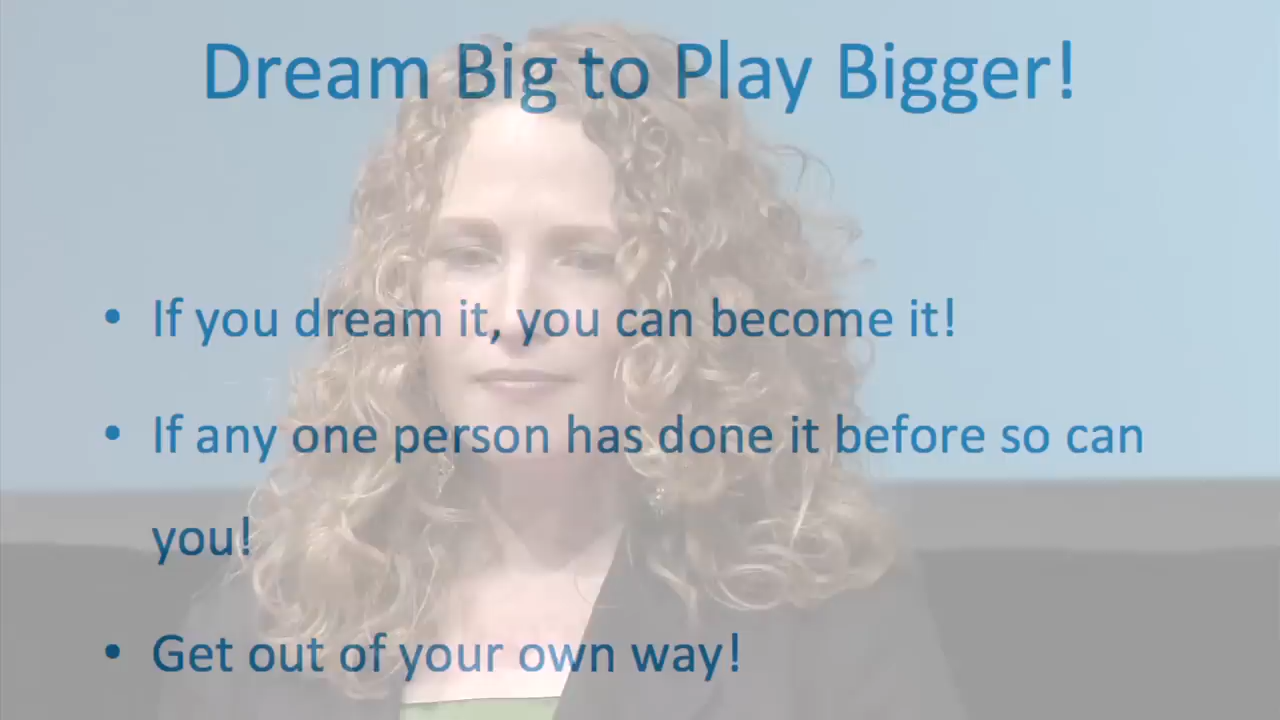 Dream Big to Play Bigger!
• If you dream it, you can become it!
• If any one person has done it before so can
you!
• Get out of your own way!